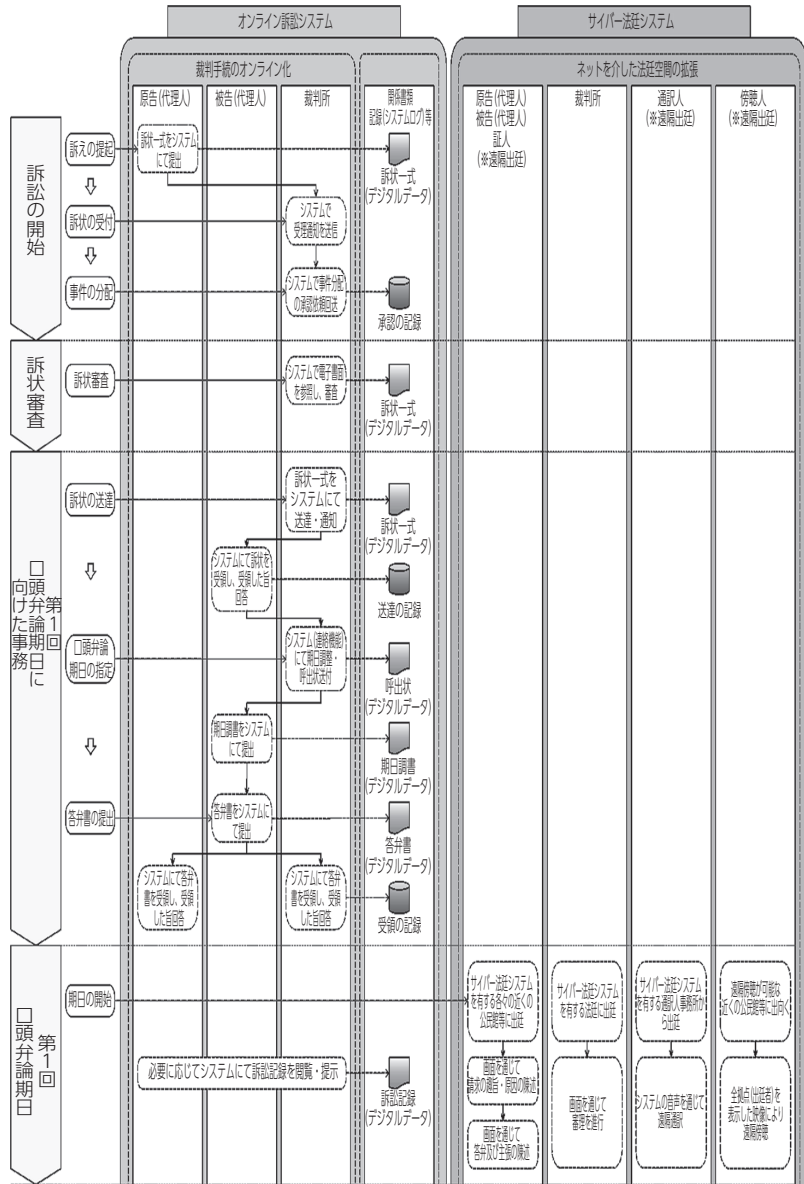 オンライン訴訟システム
サイバー法廷システム
裁判手続のオンライン化
ネットを介した法廷空間の拡張
原告(代理人)
被告(代理人)
裁判所
関係書類
記録(システムログ)等
原告(代理人)
被告(代理人)
証人
(※遠隔出廷)
裁判所
通訳人
(※遠隔出廷)
傍聴人
(※遠隔出廷)
訴訟の開始
訴えの提起
訴状一式をシステム
にて提出
訴状一式
(デジタルデータ)
訴状の受付
システムで
受理通知を送信
事件の分配
システムで事件分配
の承認依頼回送
承認の記録
訴状審査
訴状審査
システムで電子書面
を参照し、審査
訴状一式
(デジタルデータ)
第1回
口頭弁論期日に
向けた事務
訴状の送達
訴状一式を
システムにて
送達・通知
訴状一式
(デジタルデータ)
システムにて訴状を
受領し、受領した旨
回答
送達の記録
口頭弁論
期日の指定
システム(連絡機能)
にて期日調整・
呼出状送付
呼出状
(デジタルデータ)
期日調書をシステム
にて提出
期日調書
(デジタルデータ)
答弁書の提出
答弁書をシステムに
て提出
答弁書
(デジタルデータ)
システムにて答弁
書を受領し、受領
した旨回答
システムにて答弁
書を受領し、受領
した旨回答
受領の記録
第1回
口頭弁論期日
期日の開始
サイバー法廷システム
を有する各々の近くの
公民館等に出廷
サイバー法廷システム
を有する法廷に出廷
サイバー法廷システム
を有する通訳人事務所か
ら出廷
遠隔傍聴が可能な
近くの公民館等に出向く
必要に応じてシステムにて訴訟記録を閲覧・提示
訴訟記録
(デジタルデータ)
画面を通じて
請求の趣旨・原因の陳述
画面を通じて
答弁及び主張の陳述
画面を通じて
審理を進行
システムの音声を通じて
遠隔通訳
全拠点(出廷者)を
表示した映像により
遠隔傍聴